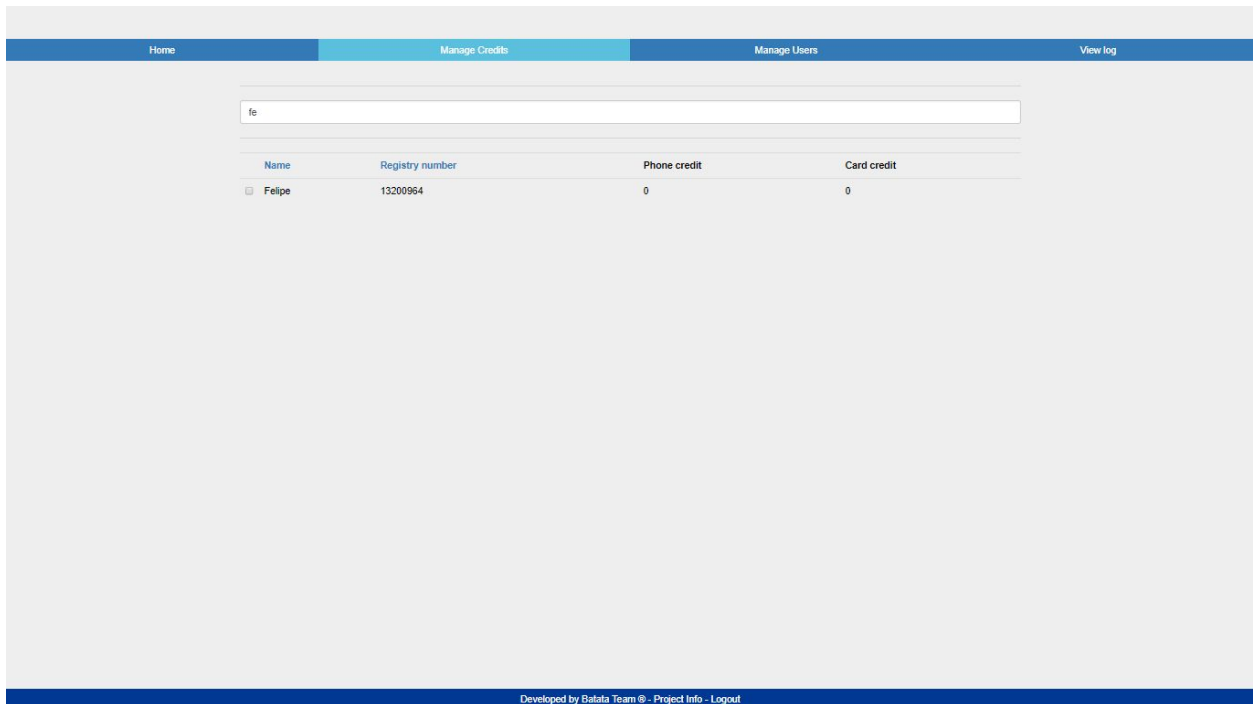 Home Manage Credits Manage Users View log
fe
Name Registry number Phone credit Card credit
Felipe 13200964 0 0
Developed by Batata Team ® - Project Info - Logout